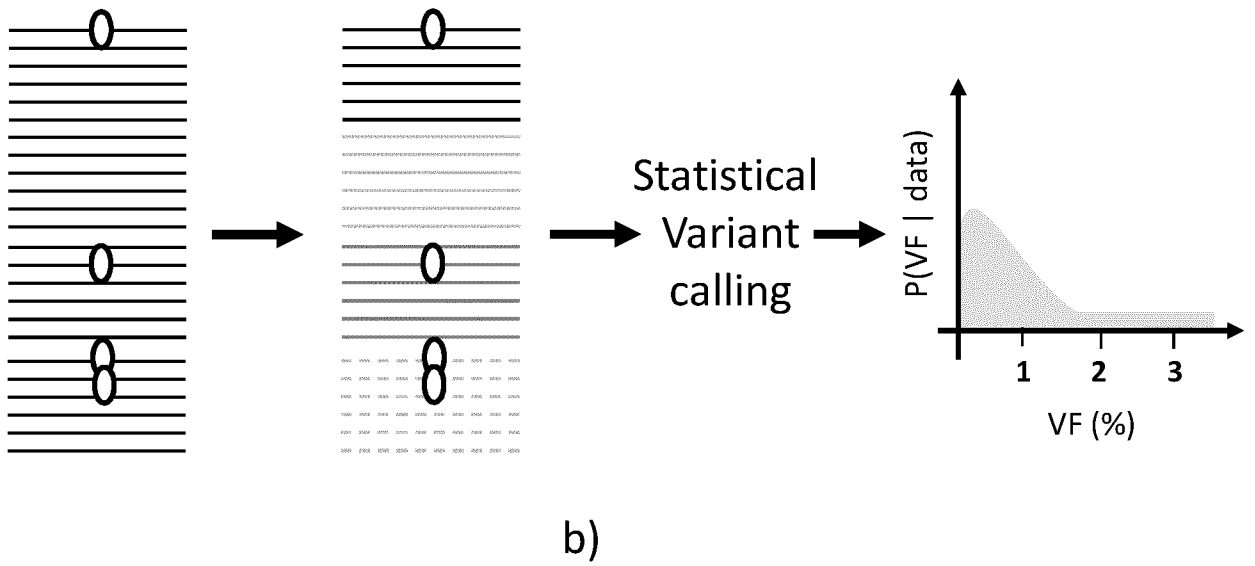 Statistical
Variant
calling
P(VF | data)
1 2 3
VF (%)
b)